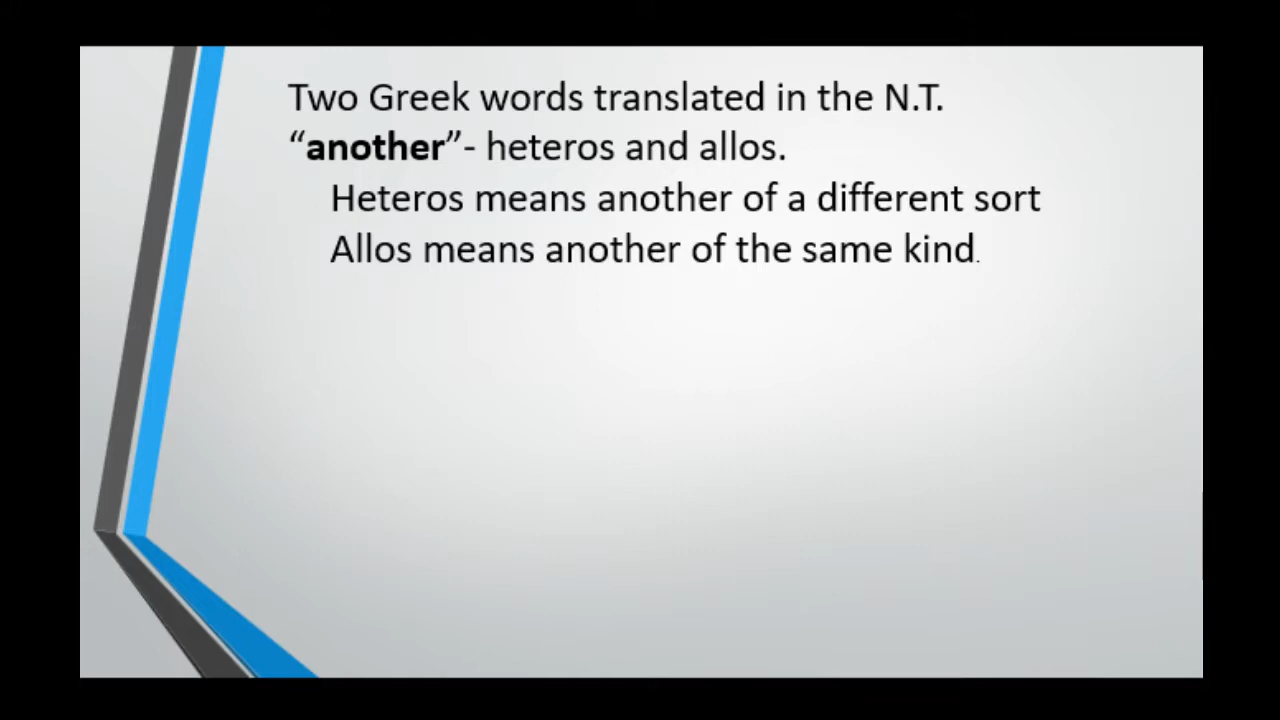 Two Greek words translated in the N.T.
“another”- heteros and allos.
Heteros means another of a different sort
Allos means another of the same kind.